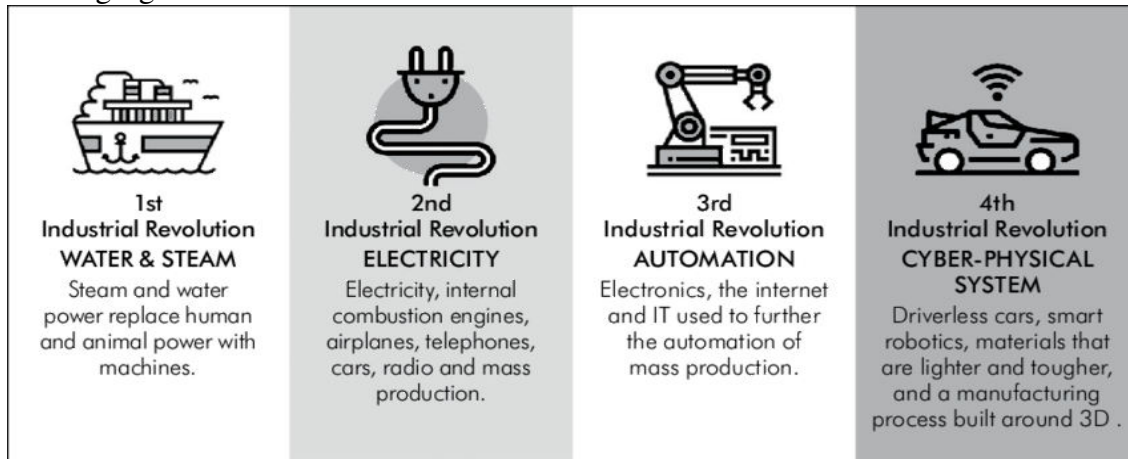 1st
Industrial Revolution
WATER & STEAM
Steam and water
power replace human
and animal power with
machines.
2nd
Industrial Revolution
ELECTRICITY
Electricity, internal
combustion engines,
airplanes, telephones,
cars, radio and mass
production.
3rd
Industrial Revolution
AUTOMATION
Electronics, the internet
and IT used to further
the automation of
mass production.
4th
Industrial Revolution
CYBER-PHYSICAL
SYSTEM
Driverless cars, smart
robotics, materials that
are lighter and tougher,
and a manufacturing
process built around 3D .